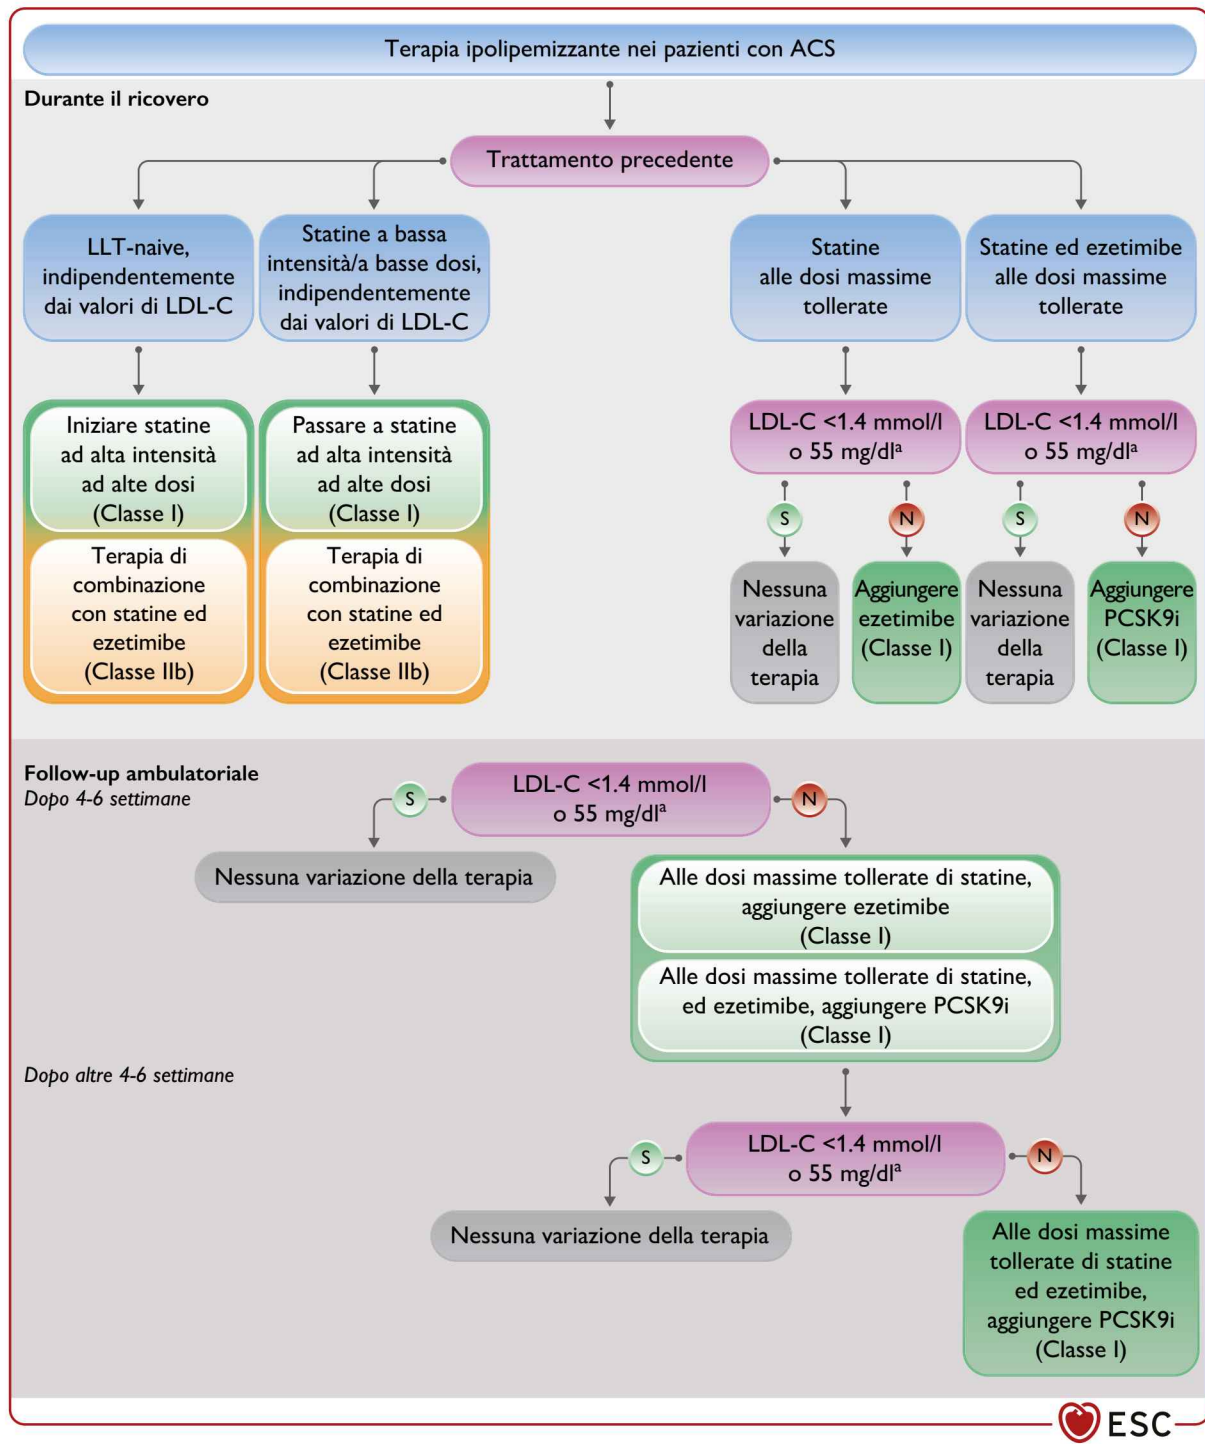 Terapia ipolipemizzante nei pazienti con ACS
Durante il ricovero
Trattamento precedente
LLT-naive,
indipendentemente
dai valori di LDL-C
Statine a bassa
intensità/a basse dosi,
indipendentemente
dai valori di LDL-C
Statine
alle dosi massime
tollerate
Statine ed ezetimibe
alle dosi massime
tollerate
Iniziare statine
ad alta intensità
ad alte dosi
(Classe I)
Terapia di
combinazione
con statine ed
ezetimibe
(Classe IIb)
Passare a statine
ad alta intensità
ad alte dosi
(Classe I)
Terapia di
combinazione
con statine ed
ezetimibe
(Classe IIb)
LDL-C <1.4 mmol/l
o 55 mg/dlª
S
N
Nessuna
variazione
della
terapia
Aggiungere
ezetimibe
(Classe I)
LDL-C <1.4 mmol/l
o 55 mg/dlª
S
N
Nessuna
variazione
della
terapia
Aggiungere
PCSK9i
(Classe I)
Follow-up ambulatoriale
Dopo 4-6 settimane
LDL-C <1.4 mmol/l
o 55 mg/dlª
S
N
Nessuna variazione della terapia
Alle dosi massime tollerate di statine,
aggiungere ezetimibe
(Classe I)
Alle dosi massime tollerate di statine,
ed ezetimibe, aggiungere PCSK9i
(Classe I)
Dopo altre 4-6 settimane
LDL-C <1.4 mmol/l
o 55 mg/dlª
S
N
Nessuna variazione della terapia
Alle dosi massime
tollerate di statine
ed ezetimibe,
aggiungere PCSK9i
(Classe I)
ESC